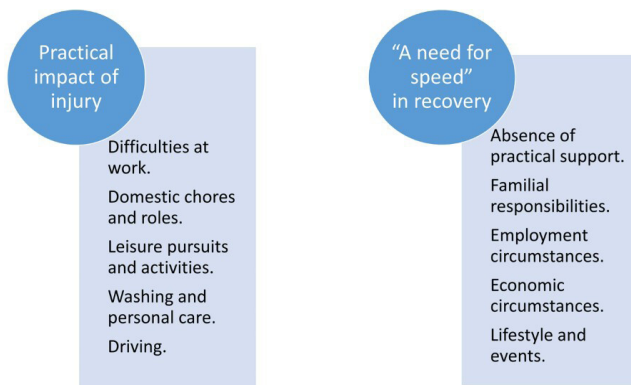 Practical
impact of
injury
Difficulties at
work.
Domestic chores
and roles.
Leisure pursuits
and activities.
Washing and
personal care.
Driving.
“A need for
speed”
in recovery
Absence of
practical support.
Familial
responsibilities.
Employment
circumstances.
Economic
circumstances.
Lifestyle and
events.